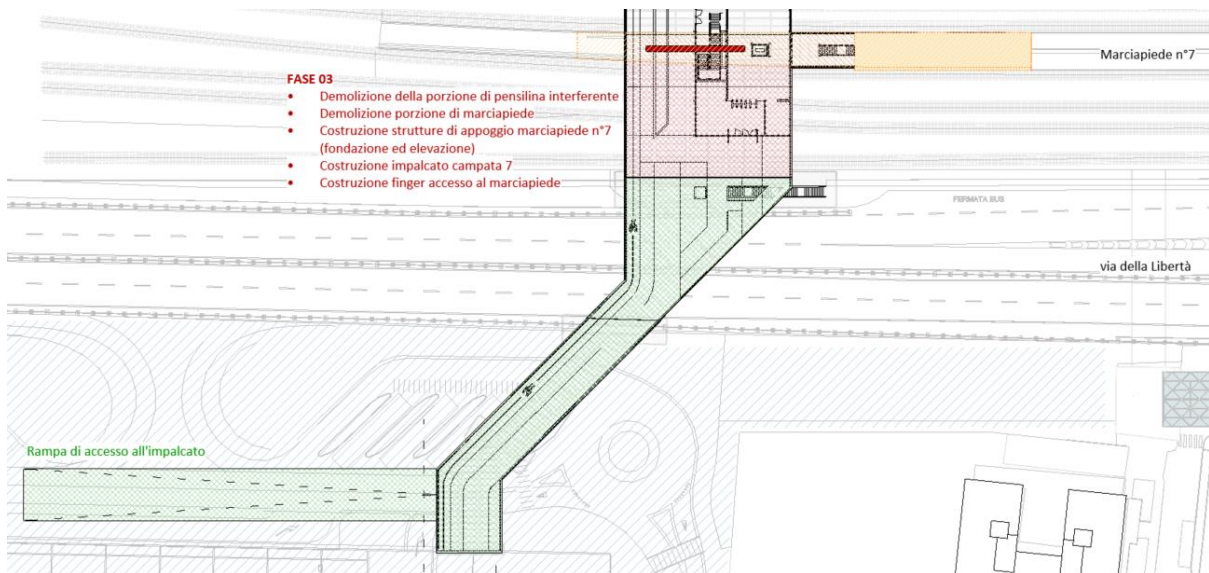 Marciapiede n°7
FASE 03
• Demolizione della porzione di pensilina interferente
• Demolizione porzione di marciapiede
• Costruzione strutture di appoggio marciapiede n°7
(fondazione ed elevazione)
• Costruzione impalcato campata 7
• Costruzione finger accesso al marciapiede
FERMATA BUS
via della Libertà
Rampa di accesso all'impalcato